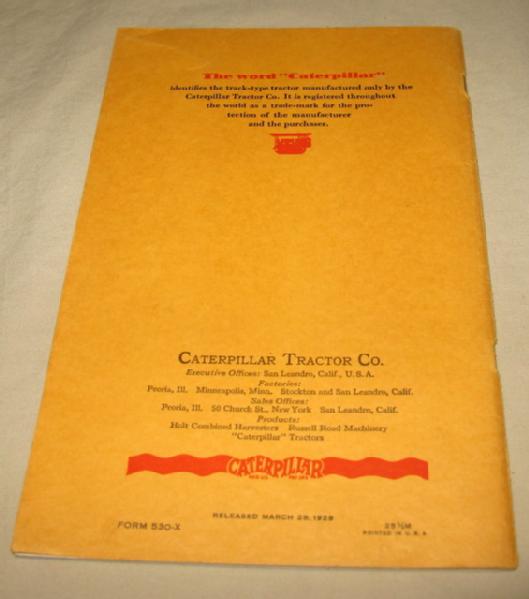 The word "Caterpillar"
identifies the track-type tractor manufactured only by the
Caterpillar Tractor Co. It is registered throughout
the world as a trade-mark for the pro-
tection of the manufacturer
and the purchaser.
CATERPILLAR TRACTOR CO.
Executive Offices: San Leandro, Calif., U. S. A.
Factories:
Peoria, Ill. Minneapolis, Minn. Stockton and San Leandro, Calif.
Sales Offices:
Peoria, Ill. 50 Church St., New York San Leandro, Calif.
Products:
Holt Combined Harvesters Russell Road Machinery
"Caterpillar" Tractors
CATERPILLAR
RELEASED MARCH 28, 1929
FORM 530-X
PRINTED IN U. S. A.